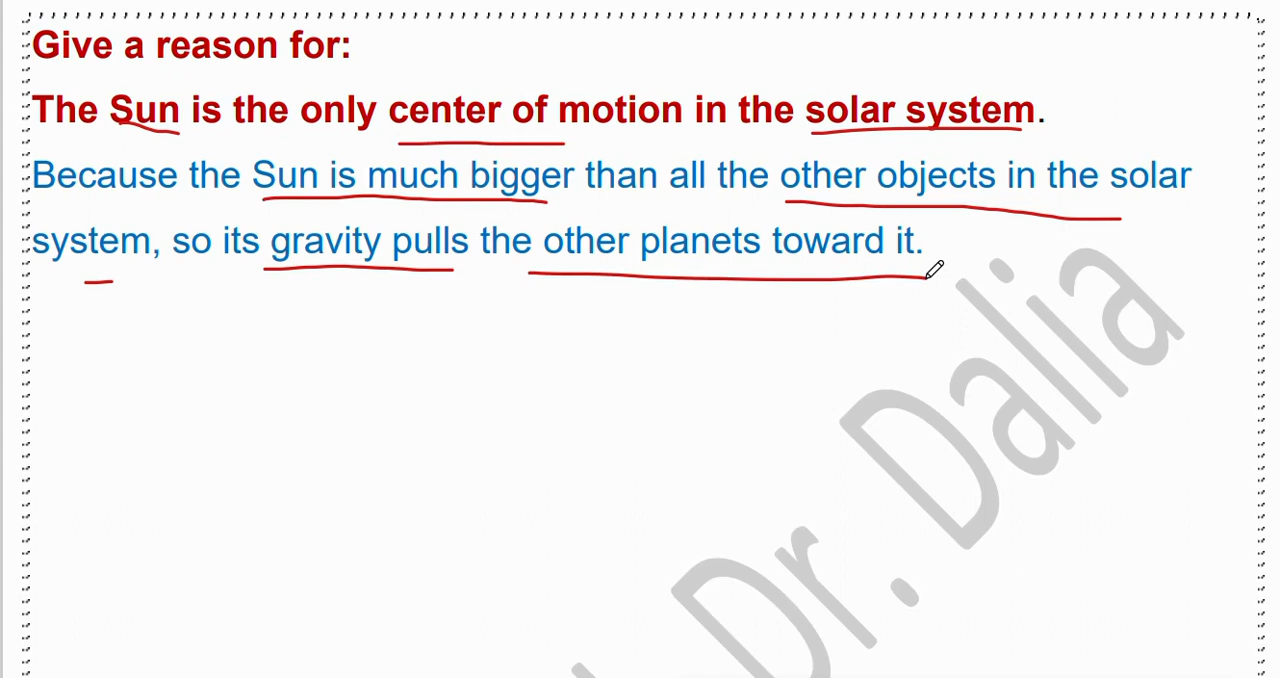 Give a reason for:
The Sun is the only center of motion in the solar system.
Because the Sun is much bigger than all the other objects in the solar
system, so its gravity pulls the other planets toward it.
Dr. Dalia